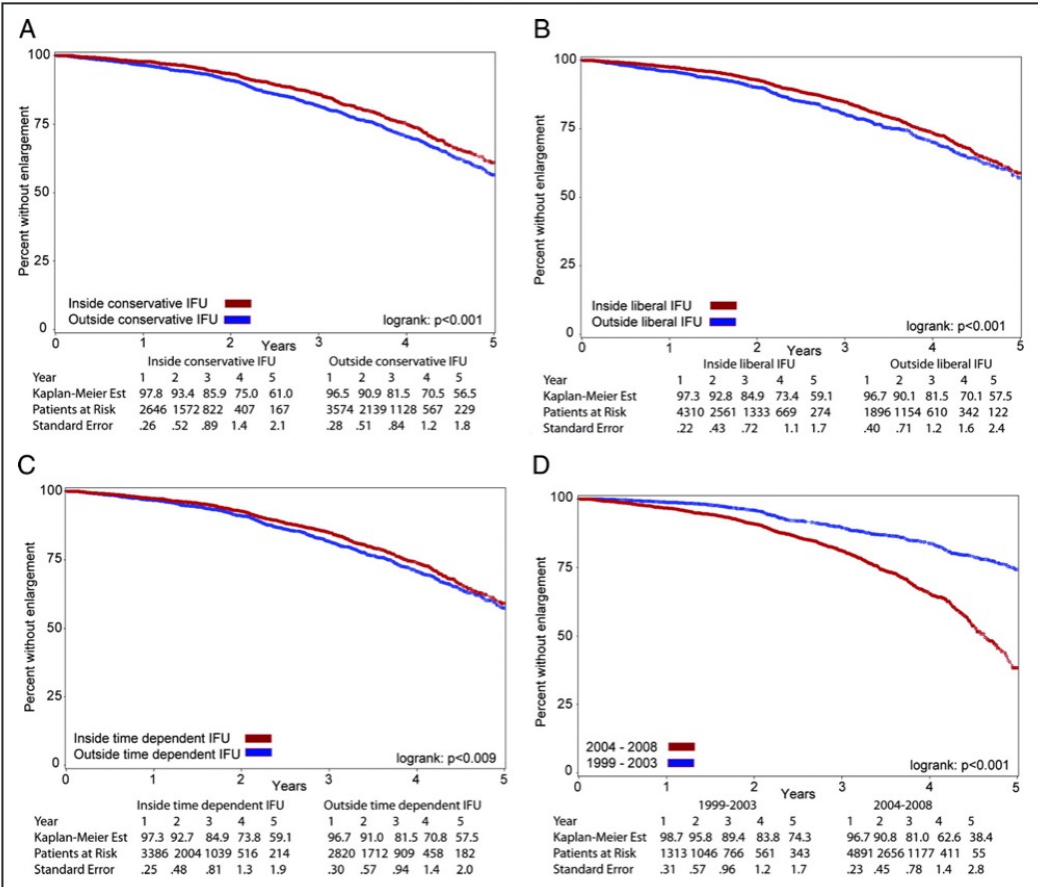 A
Percent without enlargement
100
75
50
25
0
Inside conservative IFU
Outside conservative IFU
logrank: p<0.001
0 1 2 3 4 5
Years
Inside conservative IFU Outside conservative IFU
Year 1 2 3 4 5 1 2 3 4 5
Kaplan-Meier Est 97.8 93.4 85.9 75.0 61.0 96.5 90.9 81.5 70.5 56.5
Patients at Risk 2646 1572 822 407 167 3574 2139 1128 567 229
Standard Error .26 .52 .89 1.4 2.1 .28 .51 .84 1.2 1.8
B
Percent without enlargement
100
75
50
25
0
Inside liberal IFU
Outside liberal IFU
logrank: p<0.001
0 1 2 3 4 5
Years
Inside liberal IFU Outside liberal IFU
Year 1 2 3 4 5 1 2 3 4 5
Kaplan-Meier Est 97.3 92.8 84.9 73.4 59.1 96.7 90.1 81.5 70.1 57.5
Patients at Risk 4310 2561 1333 669 274 1896 1154 610 342 122
Standard Error .22 .43 .72 1.1 1.7 .40 .71 1.2 1.6 2.4
C
Percent without enlargement
100
75
50
25
0
Inside time dependent IFU
Outside time dependent IFU
logrank: p<0.009
0 1 2 3 4 5
Years
Inside time dependent IFU Outside time dependent IFU
Year 1 2 3 4 5 1 2 3 4 5
Kaplan-Meier Est 97.3 92.7 84.9 73.8 59.1 96.7 91.0 81.5 70.8 57.5
Patients at Risk 3386 2004 1039 516 214 2820 1712 909 458 182
Standard Error .25 .48 .81 1.3 1.9 .30 .57 .94 1.4 2.0
D
Percent without enlargement
100
75
50
25
0
2004 - 2008
1999 - 2003
logrank: p<0.001
0 1 2 3 4 5
Years
1999-2003 2004-2008
Year 1 2 3 4 5 1 2 3 4 5
Kaplan-Meier Est 98.7 95.8 89.4 83.8 74.3 96.7 90.8 81.0 62.6 38.4
Patients at Risk 1313 1046 766 561 343 4891 2656 1177 411 55
Standard Error .31 .57 .96 1.2 1.7 .23 .45 .78 1.4 2.8